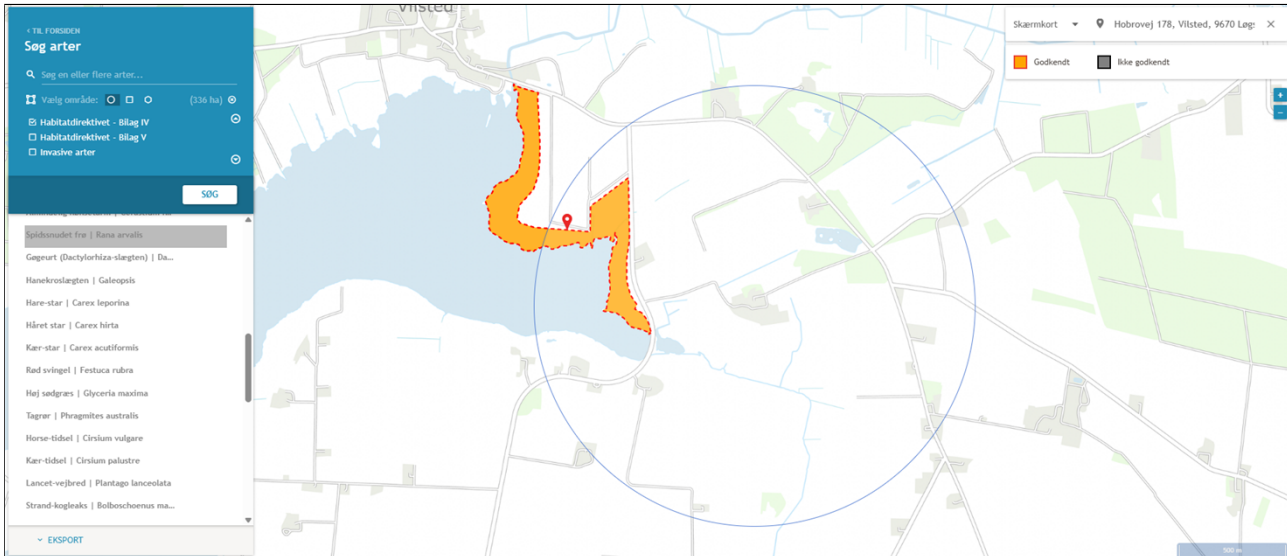 Vilsted
‹ TIL FORSIDEN
Søg arter
Søg en eller flere arter...
Vælg område:
(336 ha)
Habitatdirektivet - Bilag IV
Habitatdirektivet - Bilag V
Invasive arter
SØG
Spidssnudet frø | Rana arvalis
Gøgeurt (Dactylorhiza-slægten) | Da...
Hanekroslægten | Galeopsis
Hare-star | Carex leporina
Håret star | Carex hirta
Kær-star | Carex acutiformis
Rød svingel | Festuca rubra
Høj sødgræs | Glyceria maxima
Tagrør | Phragmites australis
Horse-tidsel | Cirsium vulgare
Kær-tidsel | Cirsium palustre
Lancet-vejbred | Plantago lanceolata
Strand-kogleaks | Bolboschoenus ma...
EKSPORT
Skærmkort
Hobrovej 178, Vilsted, 9670 Løgs
Godkendt
Ikke godkendt
500 m